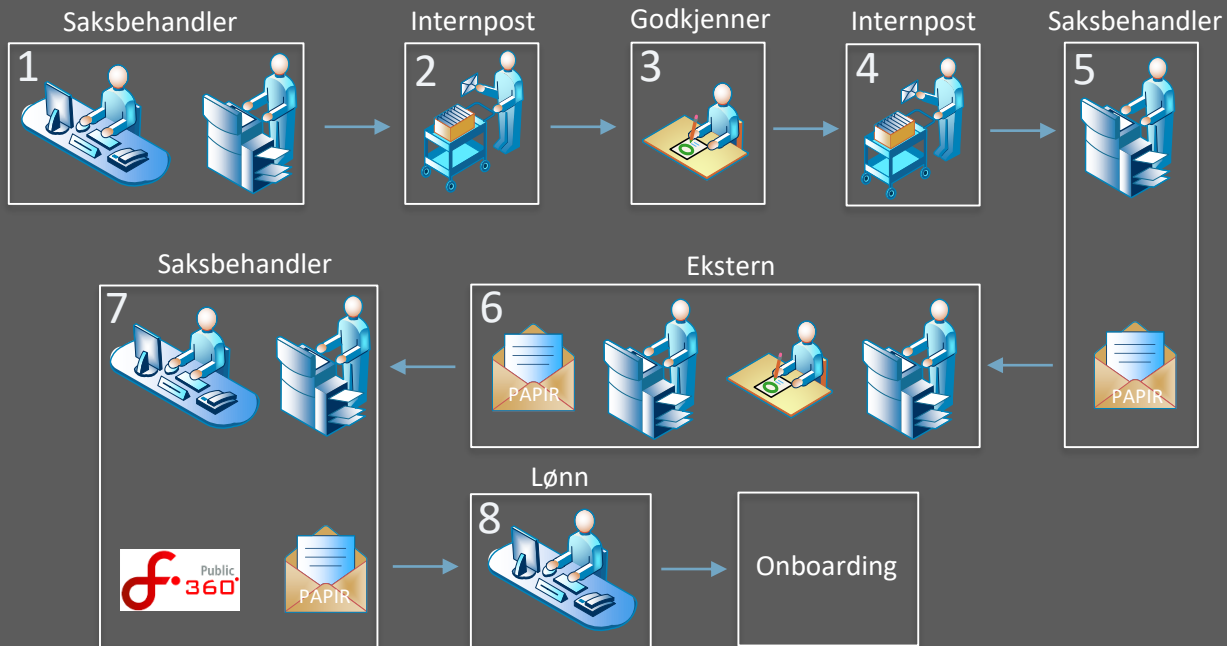 Saksbehandler
Internpost
Godkjenner
Internpost
Saksbehandler
1
2
3
4
5
Saksbehandler
Ekstern
7
6
PAPIR
PAPIR
Lønn
8
Public
360°
PAPIR
Onboarding